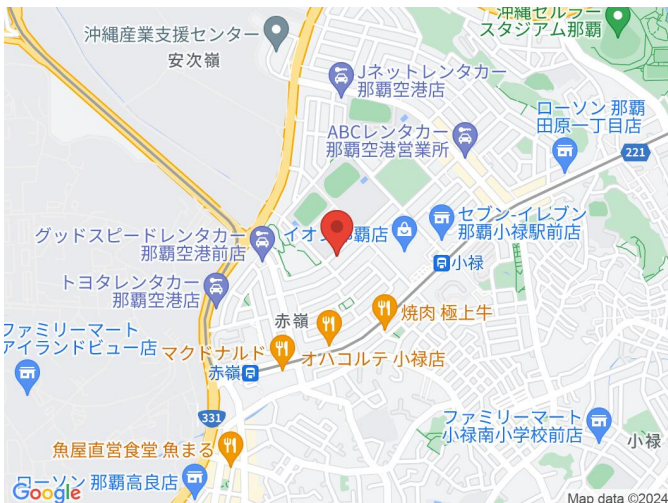 沖縄産業支援センター
安次嶺
沖縄セルラー
スタジアム那覇
Jネットレンタカー
那覇空港店
ABCレンタカー
那覇空港営業所
ローソン 那覇
田原一丁目店
221
グッドスピードレンタカー
那覇空港前店
イオン那覇店
セブン-イレブン
那覇小禄駅前店
小禄
トヨタレンタカー
那覇空港店
赤嶺
焼肉 極上牛
ファミリーマート
アイランドビュー店
マクドナルド
オハコルテ 小禄店
赤嶺
331
ファミリーマート
小禄南小学校前店
小禄
魚屋直営食堂 魚まる
ローソン 那覇高良店
Google
Map data ©2024